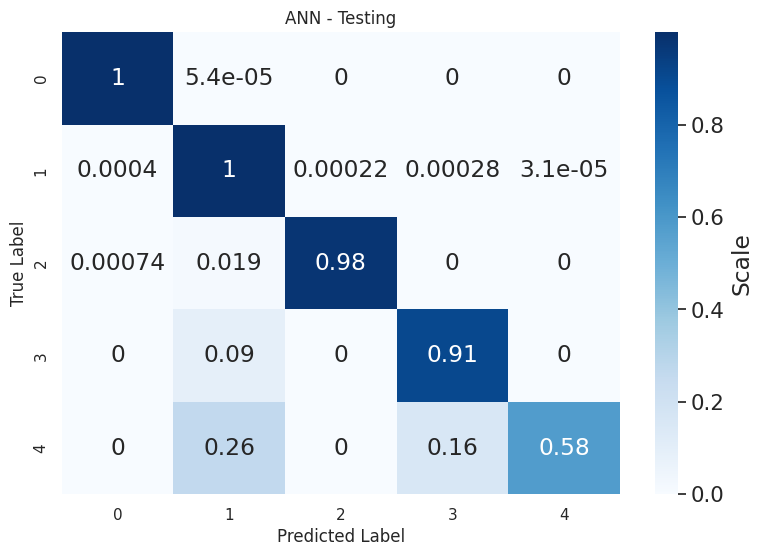 ANN - Testing
0 1 5.4e-05 0 0 0
1 0.0004 1 0.00022 0.00028 3.1e-05
2 0.00074 0.019 0.98 0 0
3 0 0.09 0 0.91 0
4 0 0.26 0 0.16 0.58
0 1 2 3 4
True Label
Predicted Label
0.8
0.6
0.4
0.2
0.0
Scale